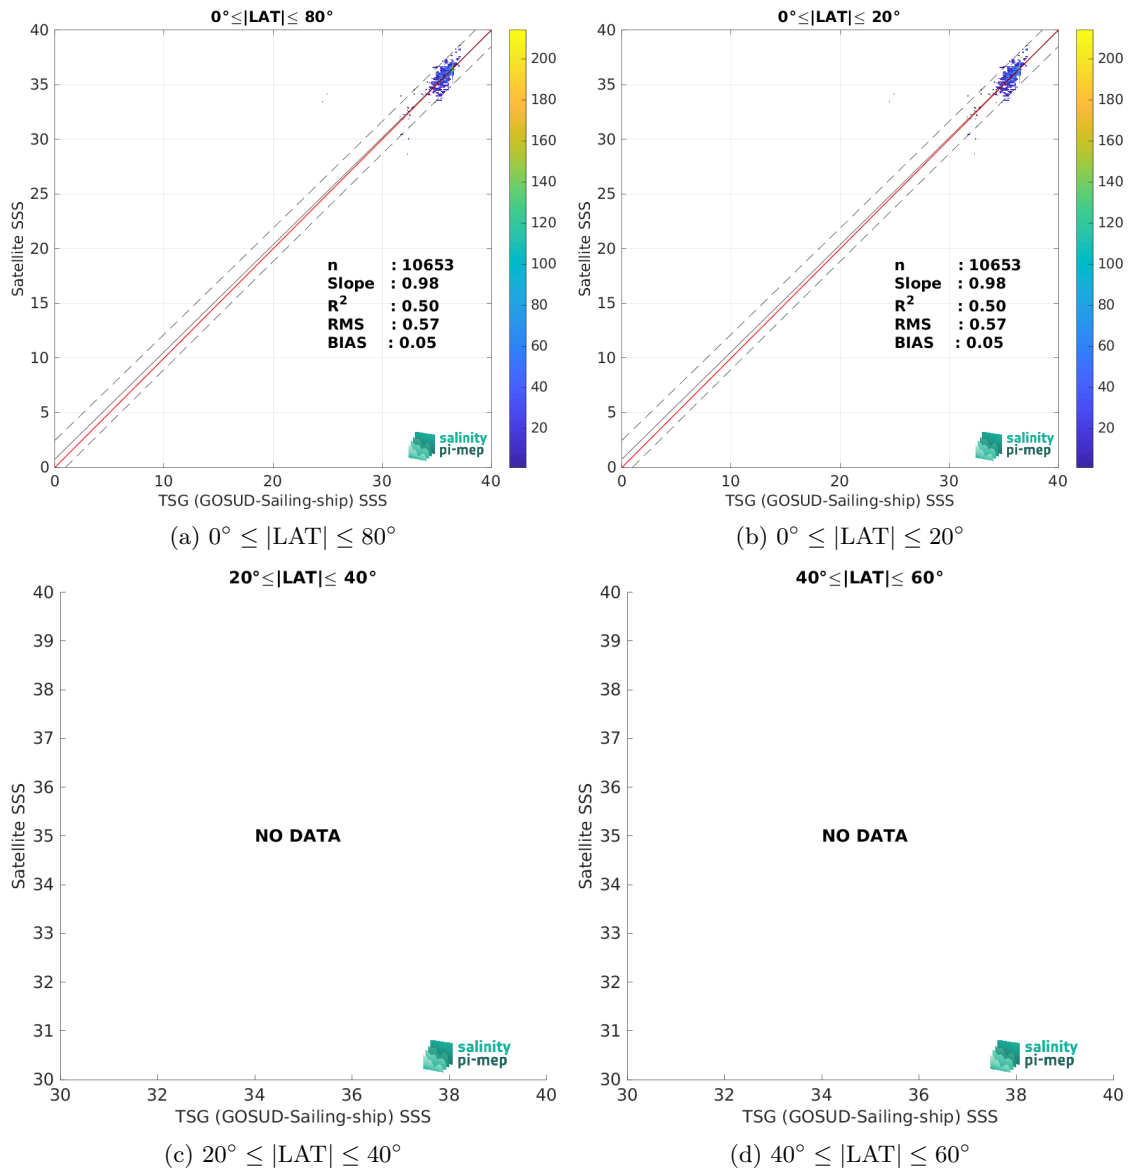 0°≤|LAT|≤ 80°
40
35
30
25
20
15
10
5
0
0
10
20
30
40
Satellite SSS
TSG (GOSUD-Sailing-ship) SSS
n : 10653
Slope : 0.98
R² : 0.50
RMS : 0.57
BIAS : 0.05
salinity
pi-mep
200
180
160
140
120
100
80
60
40
20
(a) 0° ≤ |LAT| ≤ 80°
0°≤|LAT|≤ 20°
40
35
30
25
20
15
10
5
0
0
10
20
30
40
Satellite SSS
TSG (GOSUD-Sailing-ship) SSS
n : 10653
Slope : 0.98
R² : 0.50
RMS : 0.57
BIAS : 0.05
salinity
pi-mep
200
180
160
140
120
100
80
60
40
20
(b) 0° ≤ |LAT| ≤ 20°
20°≤|LAT|≤ 40°
40
39
38
37
36
35
34
33
32
31
30
30
32
34
36
38
40
Satellite SSS
NO DATA
salinity
pi-mep
TSG (GOSUD-Sailing-ship) SSS
(c) 20° ≤ |LAT| ≤ 40°
40°≤|LAT|≤ 60°
40
39
38
37
36
35
34
33
32
31
30
30
32
34
36
38
40
Satellite SSS
NO DATA
salinity
pi-mep
TSG (GOSUD-Sailing-ship) SSS
(d) 40° ≤ |LAT| ≤ 60°